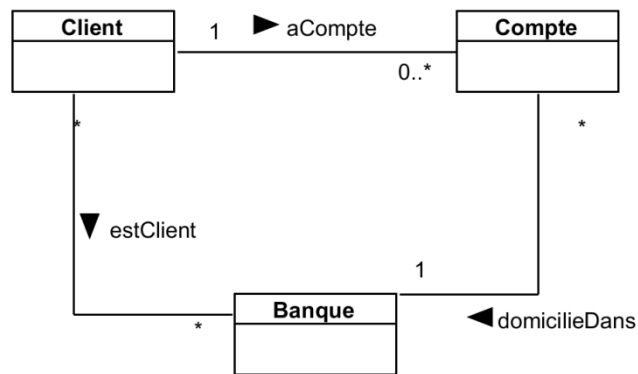 Client
1
aCompte
Compte
0..*
*
*
estClient
1
Banque
*
domicilieDans